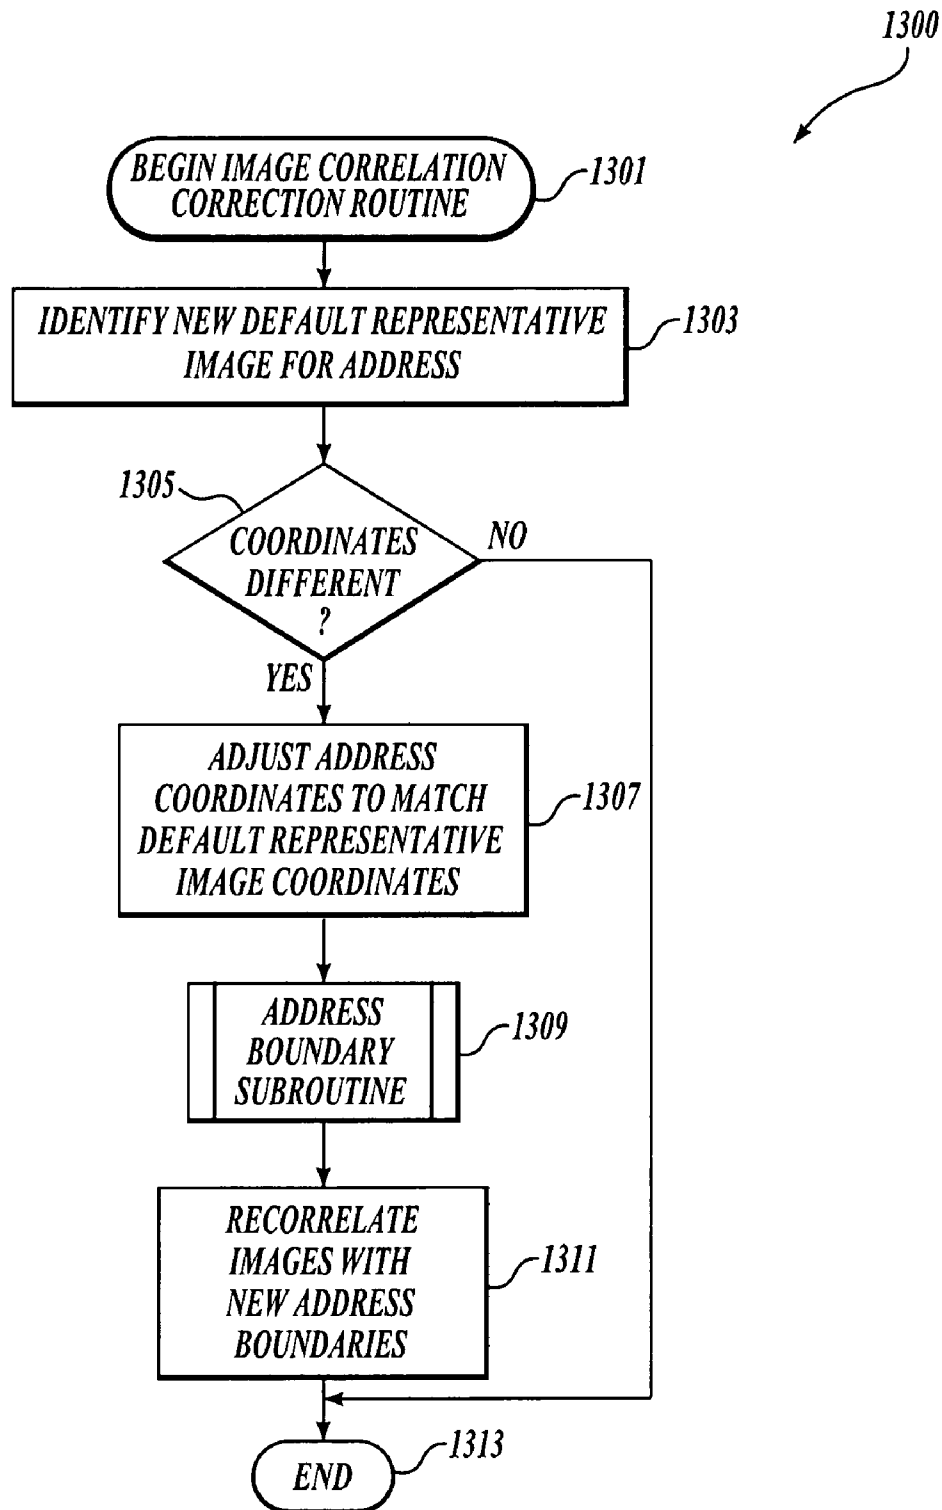 1300
BEGIN IMAGE CORRELATION
CORRECTION ROUTINE
1301
IDENTIFY NEW DEFAULT REPRESENTATIVE
IMAGE FOR ADDRESS
1303
1305
COORDINATES
DIFFERENT
?
NO
YES
ADJUST ADDRESS
COORDINATES TO MATCH
DEFAULT REPRESENTATIVE
IMAGE COORDINATES
1307
ADDRESS
BOUNDARY
SUBROUTINE
1309
RECORRELATE
IMAGES WITH
NEW ADDRESS
BOUNDARIES
1311
END
1313